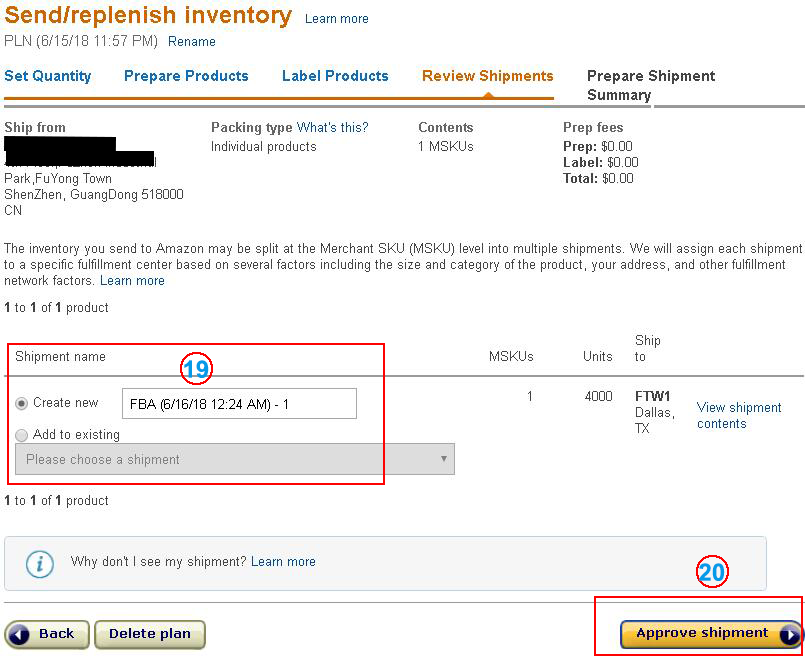 Send/replenish inventory Learn more
PLN (6/15/18 11:57 PM) Rename
Set Quantity Prepare Products Label Products Review Shipments Prepare Shipment
Summary
Ship from Packing type What's this? Contents Prep fees
Individual products 1 MSKUs Prep: $0.00
Label: $0.00
Park,FuYong Town Total: $0.00
ShenZhen, GuangDong 518000
CN
The inventory you send to Amazon may be split at the Merchant SKU (MSKU) level into multiple shipments. We will assign each shipment
to a specific fulfillment center based on several factors including the size and category of the product, your address, and other fulfillment
network factors. Learn more
1 to 1 of 1 product
Shipment name 19 MSKUs Units Ship
to
Create new FBA (6/16/18 12:24 AM) - 1 1 4000 FTW1
Dallas,
TX
View shipment
contents
Add to existing
Please choose a shipment
1 to 1 of 1 product
i Why don't I see my shipment? Learn more
20
Back Delete plan Approve shipment